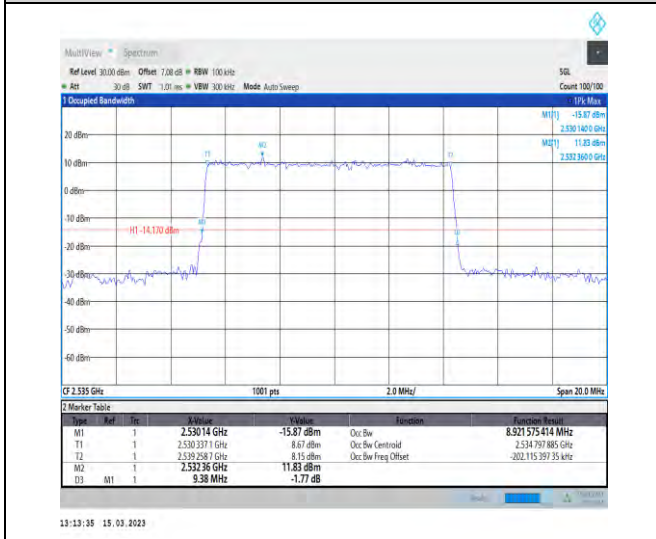 MultiView Spectrum
Ref Level 30.00 dBm Offset 7.08 dB RBW 100 kHz SGL
Att 30 dB SWT 1.01 ms VBW 300 kHz Mode Auto Sweep Count 100/100
1 Occupied Bandwidth 1Pk Max
M1[1] -15.87 dBm
2.530 140 0 GHz
M2[1] 11.83 dBm
2.532 360 0 GHz
20 dBm
M2
T1
10 dBm
0 dBm
-10 dBm
H1 -14.170 dBm
-20 dBm
-30 dBm
-40 dBm
-50 dBm
-60 dBm
CF 2.535 GHz 1001 pts 2.0 MHz/ Span 20.0 MHz
2 Marker Table
Type Ref Trc X-Value Y-Value Function Function Result
M1 1 2.53014 GHz -15.87 dBm Occ Bw 8.921 575 414 MHz
T1 1 2.530 337 1 GHz 8.67 dBm Occ Bw Centroid 2.534 797 885 GHz
T2 1 2.539 258 7 GHz 8.15 dBm Occ Bw Freq Offset -202.115 397 35 kHz
M2 1 2.532 36 GHz 11.83 dBm
D3 M1 1 9.38 MHz -1.77 dB
13:13:35 15.03.2023